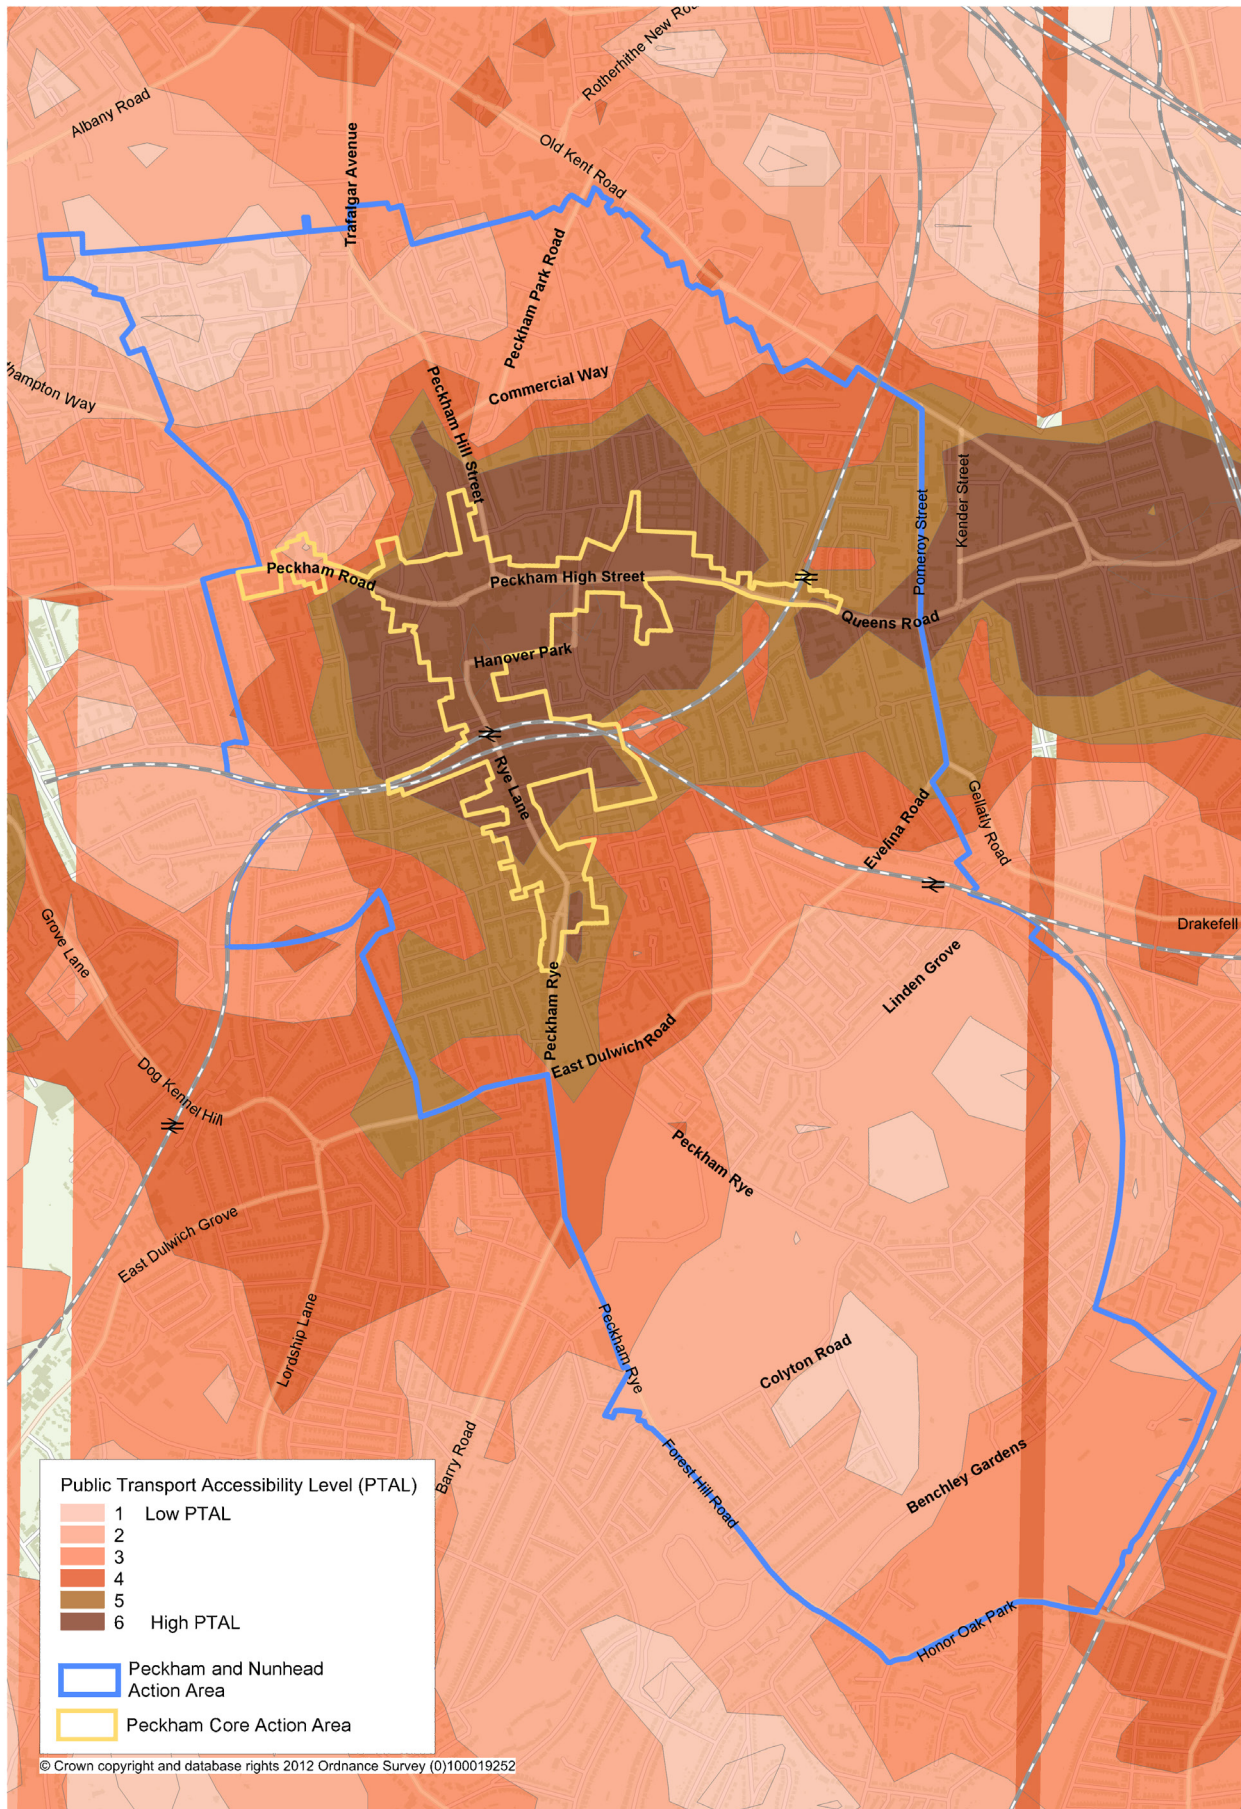 Rotherhithe New Ro
Albany Road
Old Kent Road
Trafalgar Avenue
Peckham Park Road
Commercial Way
Peckham Hill Street
thampton Way
Kender Street
Pomeroy Street
Peckham Road
Peckham High Street
Queens Road
Hanover Park
Rye Lane
Evelina Road
Gellatly Road
Grove Lane
Drakefell
Linden Grove
Peckham Rye
East Dulwich Road
Dog Kennel Hill
Peckham Rye
East Dulwich Grove
Lordship Lane
Peckham Rye
Colyton Road
Barry Road
Forest Hill Road
Benchley Gardens
Honor Oak Park
Public Transport Accessibility Level (PTAL)
1 Low PTAL
2
3
4
5
6 High PTAL
Peckham and Nunhead
Action Area
Peckham Core Action Area
© Crown copyright and database rights 2012 Ordnance Survey (0)100019252